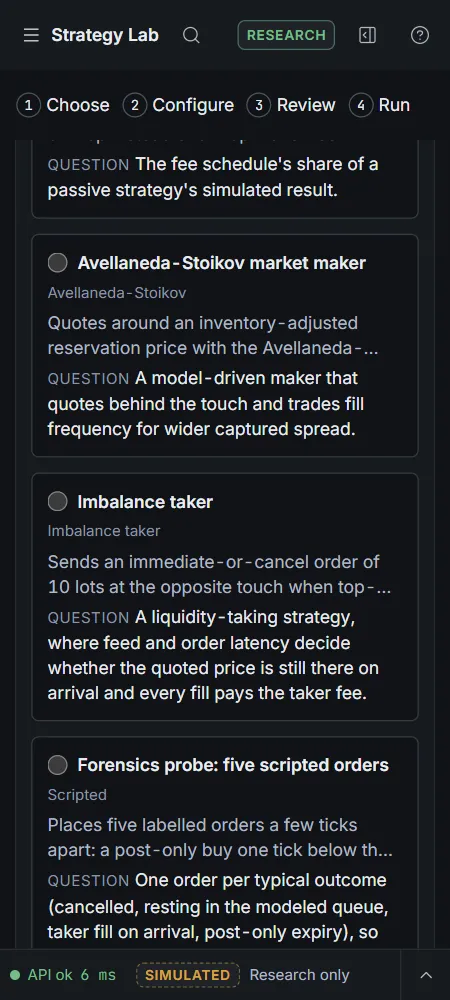 Strategy Lab
RESEARCH
1 Choose 2 Configure 3 Review 4 Run
QUESTION The fee schedule's share of a
passive strategy's simulated result.
Avellaneda-Stoikov market maker
Avellaneda-Stoikov
Quotes around an inventory-adjusted
reservation price with the Avellaneda-...
QUESTION A model-driven maker that
quotes behind the touch and trades fill
frequency for wider captured spread.
Imbalance taker
Imbalance taker
Sends an immediate-or-cancel order of
10 lots at the opposite touch when top-...
QUESTION A liquidity-taking strategy,
where feed and order latency decide
whether the quoted price is still there on
arrival and every fill pays the taker fee.
Forensics probe: five scripted orders
Scripted
Places five labelled orders a few ticks
apart: a post-only buy one tick below th...
QUESTION One order per typical outcome
(cancelled, resting in the modeled queue,
taker fill on arrival, post-only expiry), so
API ok 6 ms SIMULATED Research only